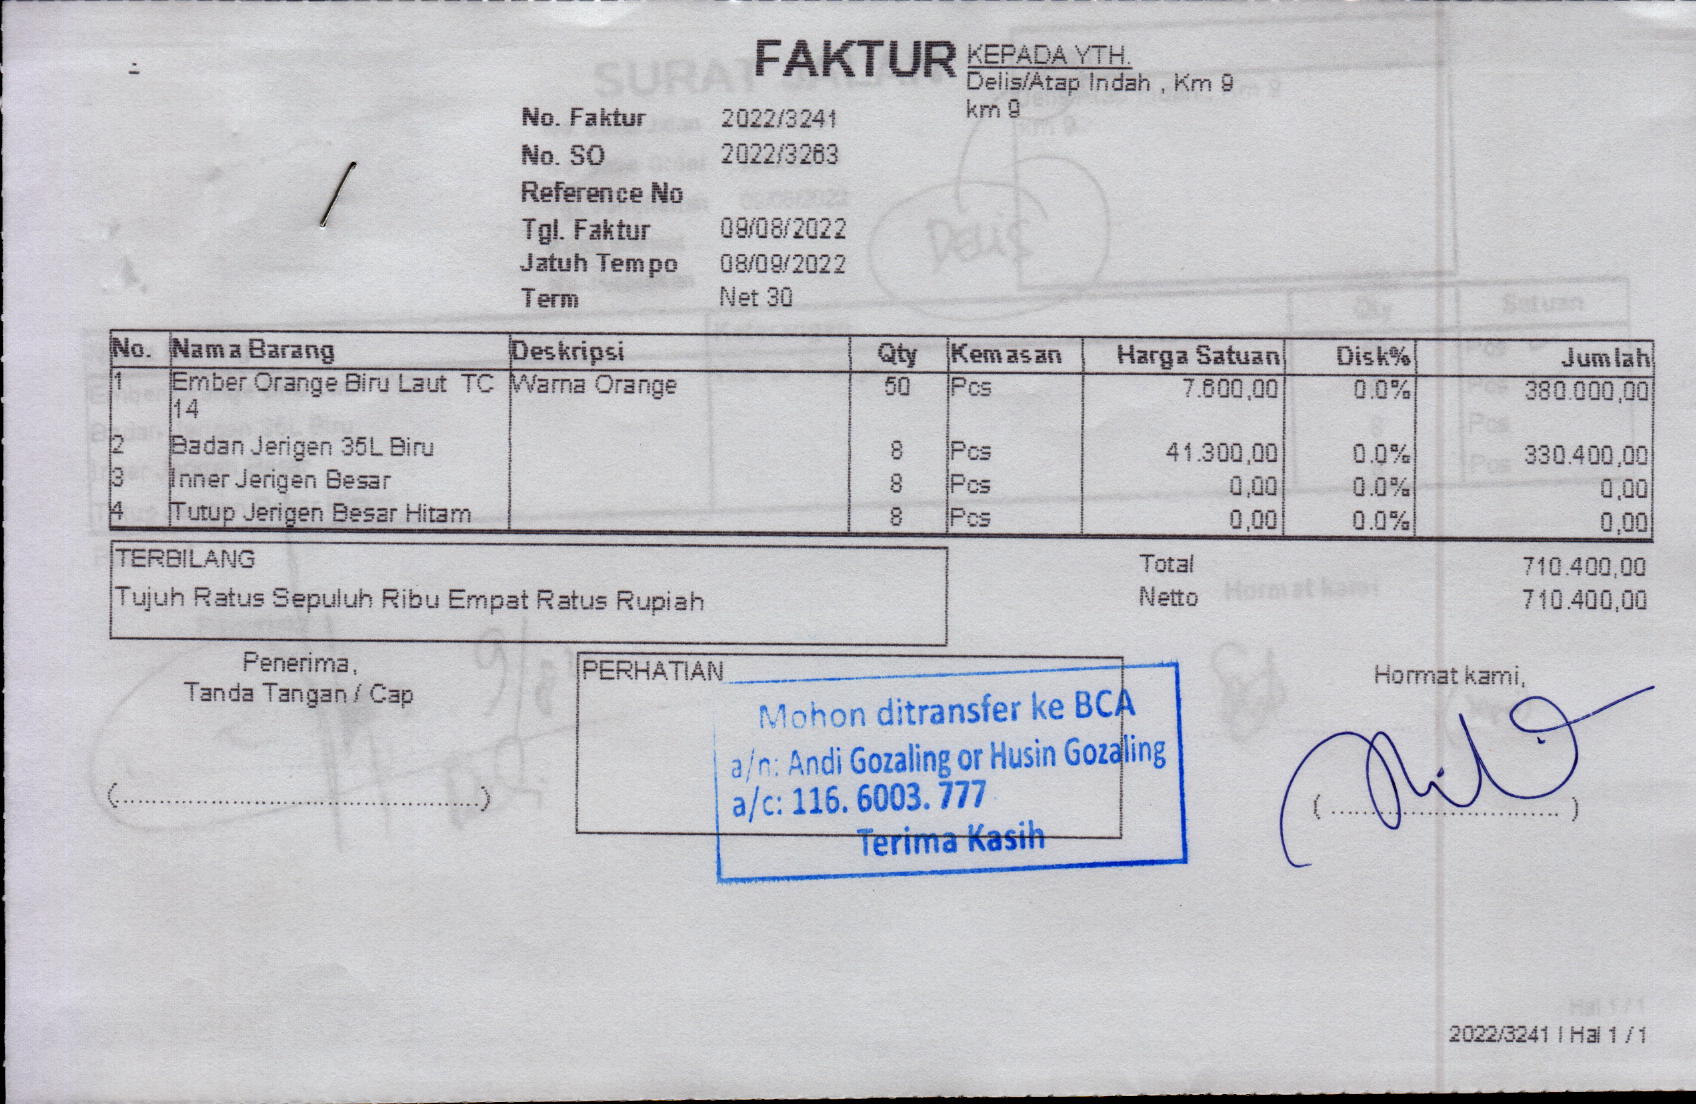 FAKTUR
KEPADA YTH.
Delis/Atap Indah , Km 9
km 9
No. Faktur 2022/3241
No. SO 2022/3263
Reference No
Tgl. Faktur 09/08/2022
Jatuh Tempo 08/09/2022
Term Net 30
No. Nama Barang Deskripsi Qty Kemasan Harga Satuan Disk% Jumlah
1 Ember Orange Biru Laut TC Warna Orange 50 Pcs 7.600,00 0.0% 380.000,00
14
2 Badan Jerigen 35L Biru 8 Pcs 41.300,00 0.0% 330.400,00
3 Inner Jerigen Besar 8 Pcs 0,00 0.0% 0,00
4 Tutup Jerigen Besar Hitam 8 Pcs 0,00 0.0% 0,00
TERBILANG
Tujuh Ratus Sepuluh Ribu Empat Ratus Rupiah
Total 710.400,00
Netto 710.400,00
Penerima,
Tanda Tangan / Cap
(..........................................)
PERHATIAN
Mohon ditransfer ke BCA
a/n: Andi Gozaling or Husin Gozaling
a/c: 116. 6003. 777
Terima Kasih
Hormat kami,
( ............................ )
2022/3241 | Hal 1 / 1